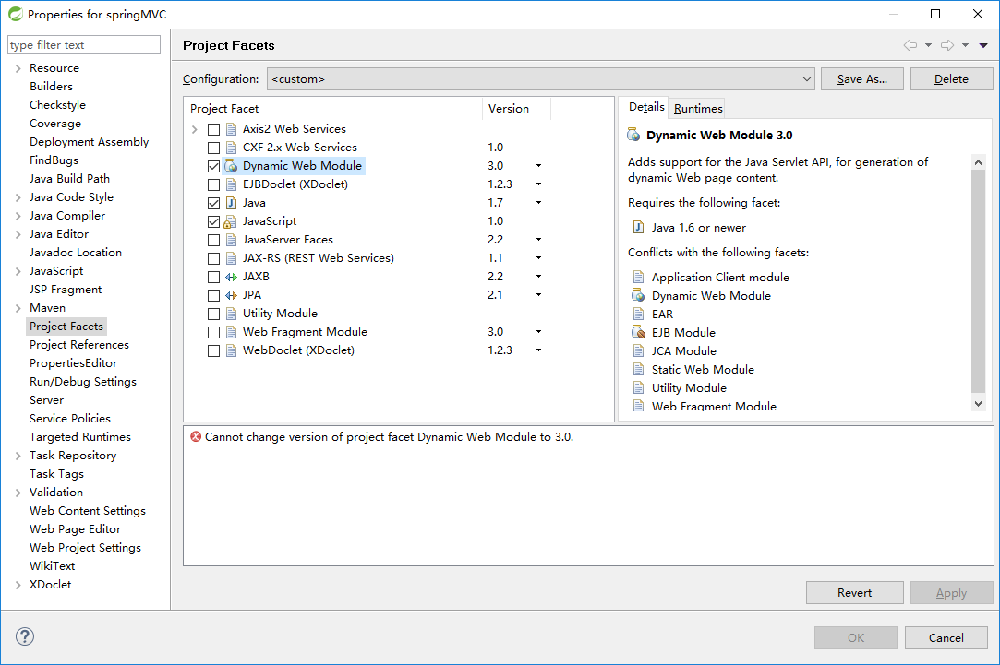 Properties for springMVC
type filter text
Resource
Builders
Checkstyle
Coverage
Deployment Assembly
FindBugs
Java Build Path
Java Code Style
Java Compiler
Java Editor
Javadoc Location
JavaScript
JSP Fragment
Maven
Project Facets
Project References
PropertiesEditor
Run/Debug Settings
Server
Service Policies
Targeted Runtimes
Task Repository
Task Tags
Validation
Web Content Settings
Web Page Editor
Web Project Settings
WikiText
XDoclet
Project Facets
Configuration: <custom> Save As... Delete
Project Facet Version
Axis2 Web Services
CXF 2.x Web Services 1.0
Dynamic Web Module 3.0
EJBDoclet (XDoclet) 1.2.3
Java 1.7
JavaScript 1.0
JavaServer Faces 2.2
JAX-RS (REST Web Services) 1.1
JAXB 2.2
JPA 2.1
Utility Module
Web Fragment Module 3.0
WebDoclet (XDoclet) 1.2.3
Details Runtimes
Dynamic Web Module 3.0
Adds support for the Java Servlet API, for generation of
dynamic Web page content.
Requires the following facet:
Java 1.6 or newer
Conflicts with the following facets:
Application Client module
Dynamic Web Module
EAR
EJB Module
JCA Module
Static Web Module
Utility Module
Web Fragment Module
Cannot change version of project facet Dynamic Web Module to 3.0.
Revert Apply
? OK Cancel